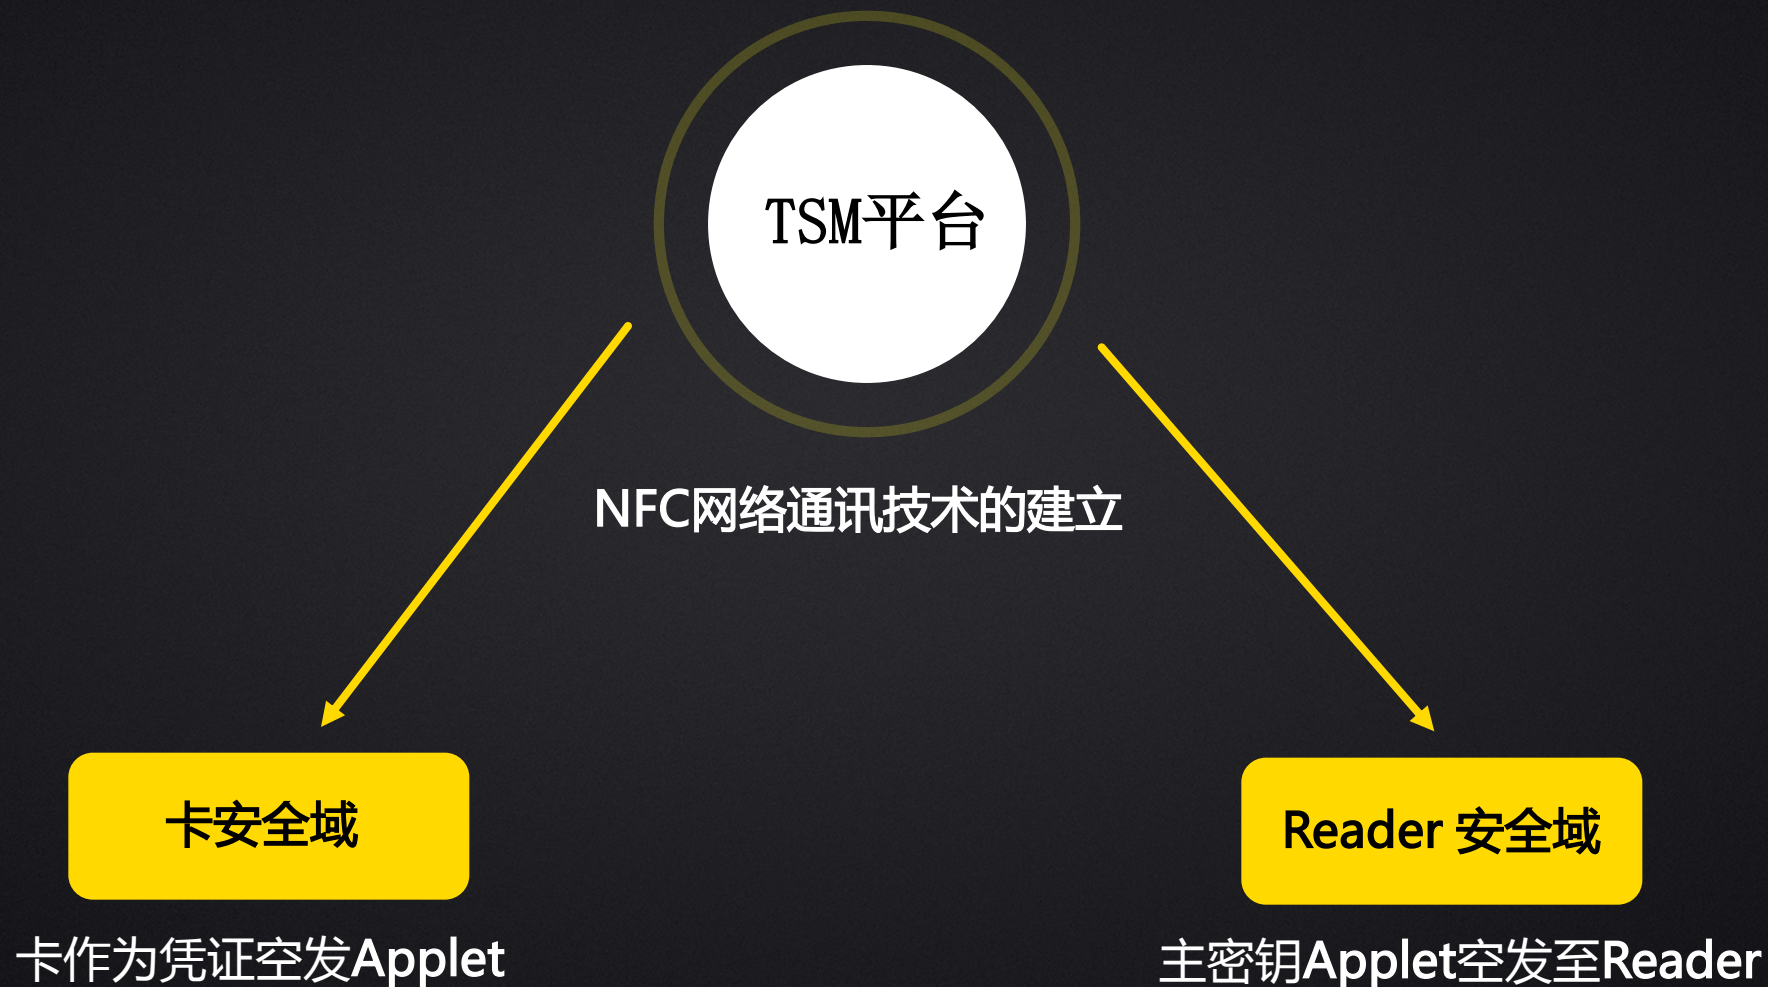 TSM平台
NFC网络通讯技术的建立
卡安全域
Reader 安全域
卡作为凭证空发Applet
主密钥Applet空发至Reader